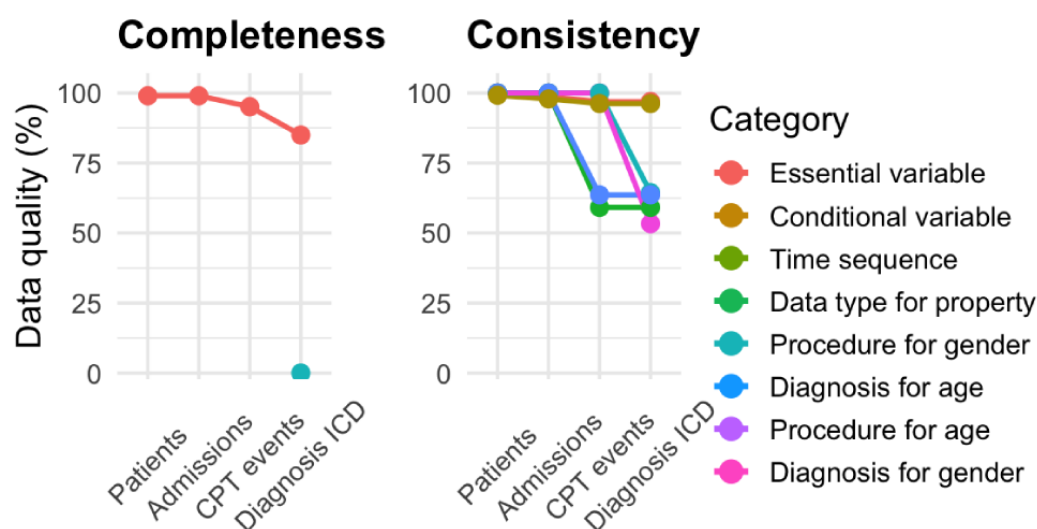 Completeness
Consistency
Data quality (%)
100
75
50
25
0
Patients
Admissions
CPT events
Diagnosis ICD
100
75
50
25
0
Patients
Admissions
CPT events
Diagnosis ICD
Category
Essential variable
Conditional variable
Time sequence
Data type for property
Procedure for gender
Diagnosis for age
Procedure for age
Diagnosis for gender